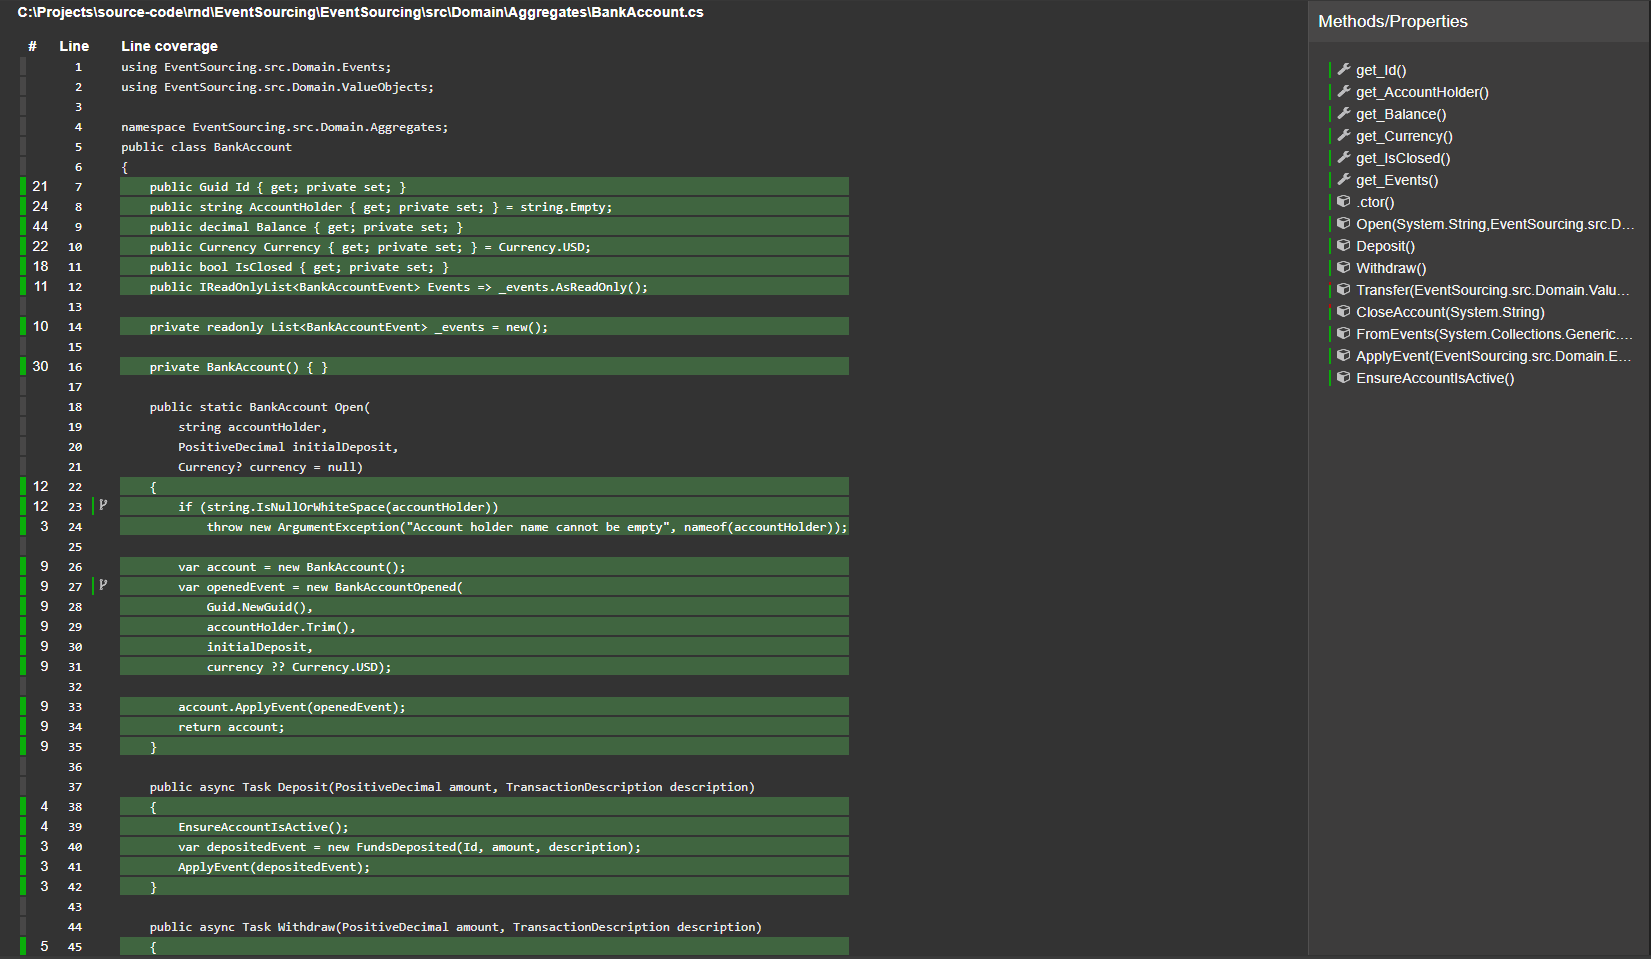 C:\Projects\source-code\rnd\EventSourcing\EventSourcing\src\Domain\Aggregates\BankAccount.cs
# Line Line coverage
1 using EventSourcing.src.Domain.Events;
2 using EventSourcing.src.Domain.ValueObjects;
3
4 namespace EventSourcing.src.Domain.Aggregates;
5 public class BankAccount
6 {
21 7 public Guid Id { get; private set; }
24 8 public string AccountHolder { get; private set; } = string.Empty;
44 9 public decimal Balance { get; private set; }
22 10 public Currency Currency { get; private set; } = Currency.USD;
18 11 public bool IsClosed { get; private set; }
11 12 public IReadOnlyList<BankAccountEvent> Events => _events.AsReadOnly();
13
10 14 private readonly List<BankAccountEvent> _events = new();
15
30 16 private BankAccount() { }
17
18 public static BankAccount Open(
19 string accountHolder,
20 PositiveDecimal initialDeposit,
21 Currency? currency = null)
12 22 {
12 23 if (string.IsNullOrWhiteSpace(accountHolder))
3 24 throw new ArgumentException("Account holder name cannot be empty", nameof(accountHolder));
25
9 26 var account = new BankAccount();
9 27 var openedEvent = new BankAccountOpened(
9 28 Guid.NewGuid(),
9 29 accountHolder.Trim(),
9 30 initialDeposit,
9 31 currency ?? Currency.USD);
32
9 33 account.ApplyEvent(openedEvent);
9 34 return account;
9 35 }
36
37 public async Task Deposit(PositiveDecimal amount, TransactionDescription description)
4 38 {
4 39 EnsureAccountIsActive();
3 40 var depositedEvent = new FundsDeposited(Id, amount, description);
3 41 ApplyEvent(depositedEvent);
3 42 }
43
44 public async Task Withdraw(PositiveDecimal amount, TransactionDescription description)
5 45 {
Methods/Properties
get_Id()
get_AccountHolder()
get_Balance()
get_Currency()
get_IsClosed()
get_Events()
.ctor()
Open(System.String,EventSourcing.src.D...
Deposit()
Withdraw()
Transfer(EventSourcing.src.Domain.Valu...
CloseAccount(System.String)
FromEvents(System.Collections.Generic....
ApplyEvent(EventSourcing.src.Domain.E...
EnsureAccountIsActive()